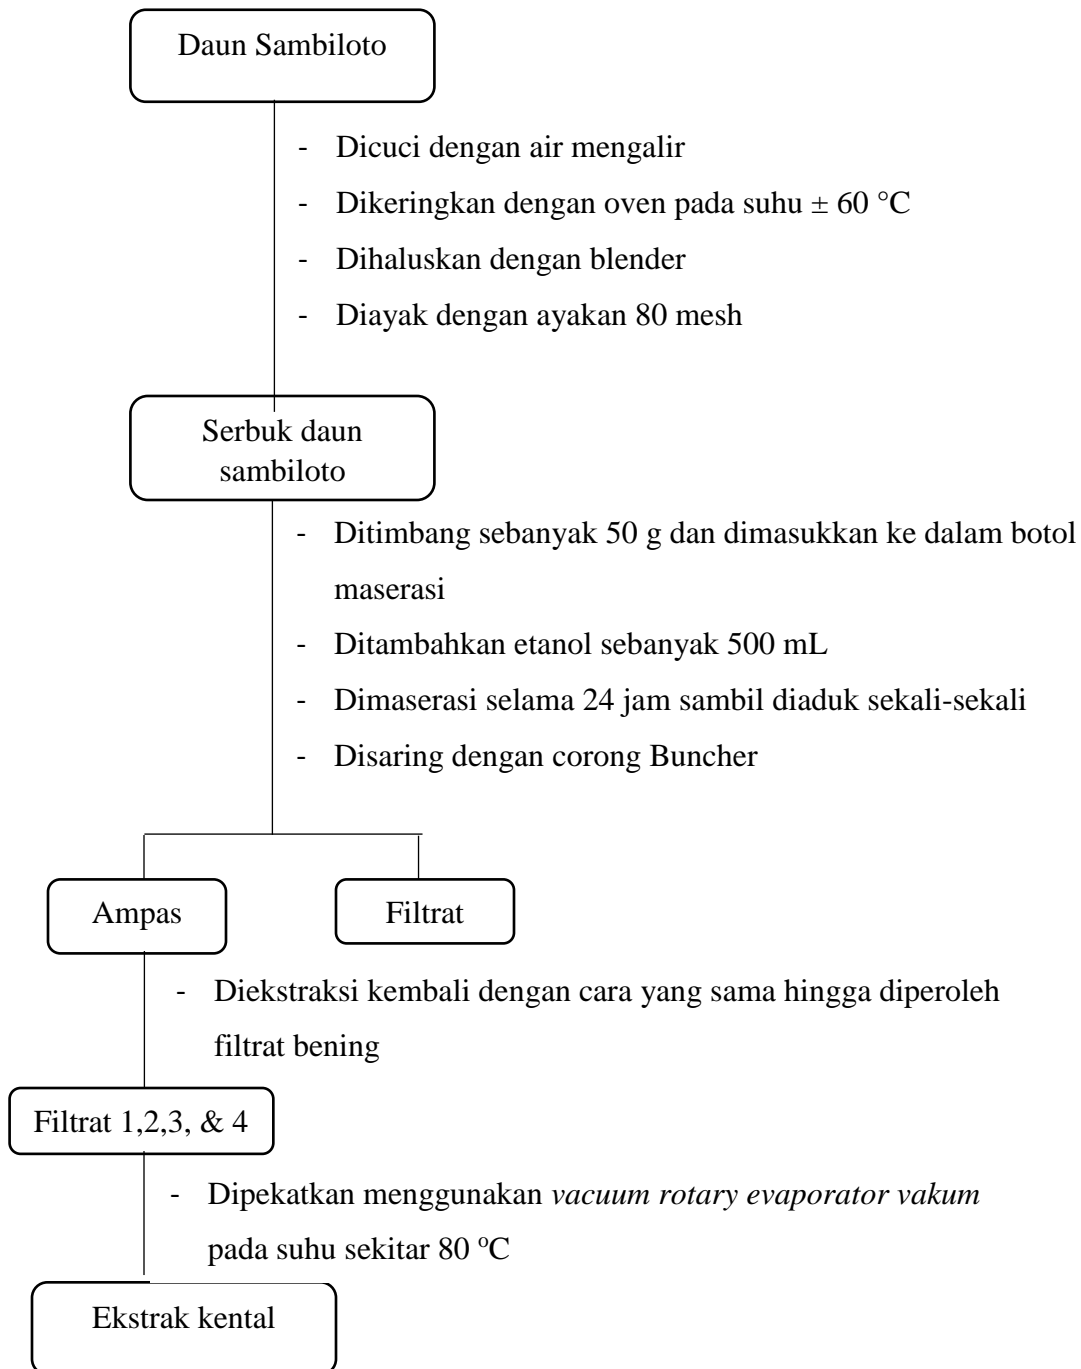 Daun Sambiloto
- Dicuci dengan air mengalir
- Dikeringkan dengan oven pada suhu ± 60 °C
- Dihaluskan dengan blender
- Diayak dengan ayakan 80 mesh
Serbuk daun
sambiloto
- Ditimbang sebanyak 50 g dan dimasukkan ke dalam botol
maserasi
- Ditambahkan etanol sebanyak 500 mL
- Dimaserasi selama 24 jam sambil diaduk sekali-sekali
- Disaring dengan corong Buncher
Ampas
Filtrat
- Diekstraksi kembali dengan cara yang sama hingga diperoleh
filtrat bening
Filtrat 1,2,3, & 4
- Dipekatkan menggunakan vacuum rotary evaporator vakum
pada suhu sekitar 80 ºC
Ekstrak kental